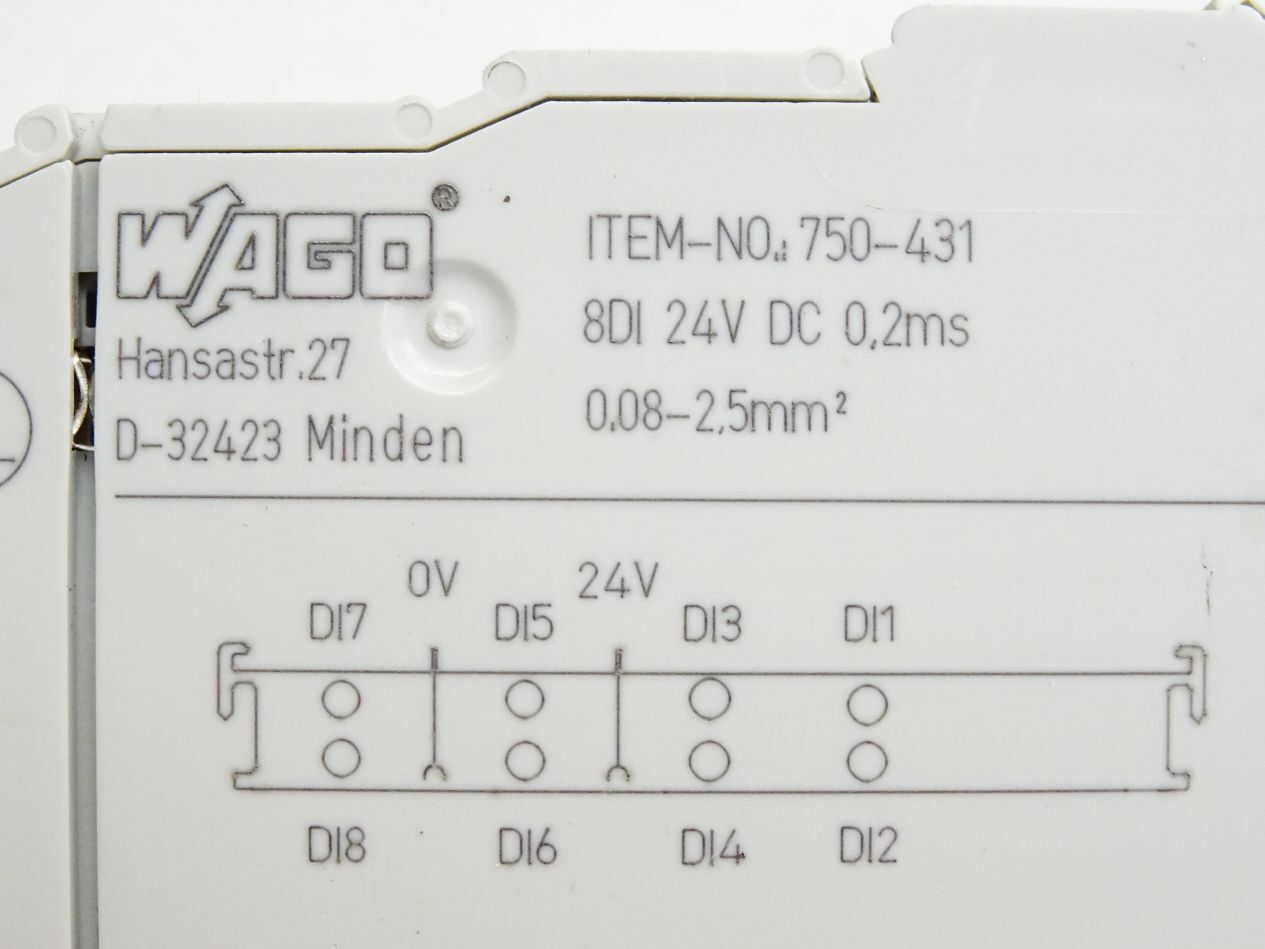 WAGO®
Hansastr.27
D-32423 Minden
ITEM-NO.: 750-431
8DI 24V DC 0,2ms
0,08-2,5mm²
0V 24V
DI7 DI5 DI3 DI1
DI8 DI6 DI4 DI2